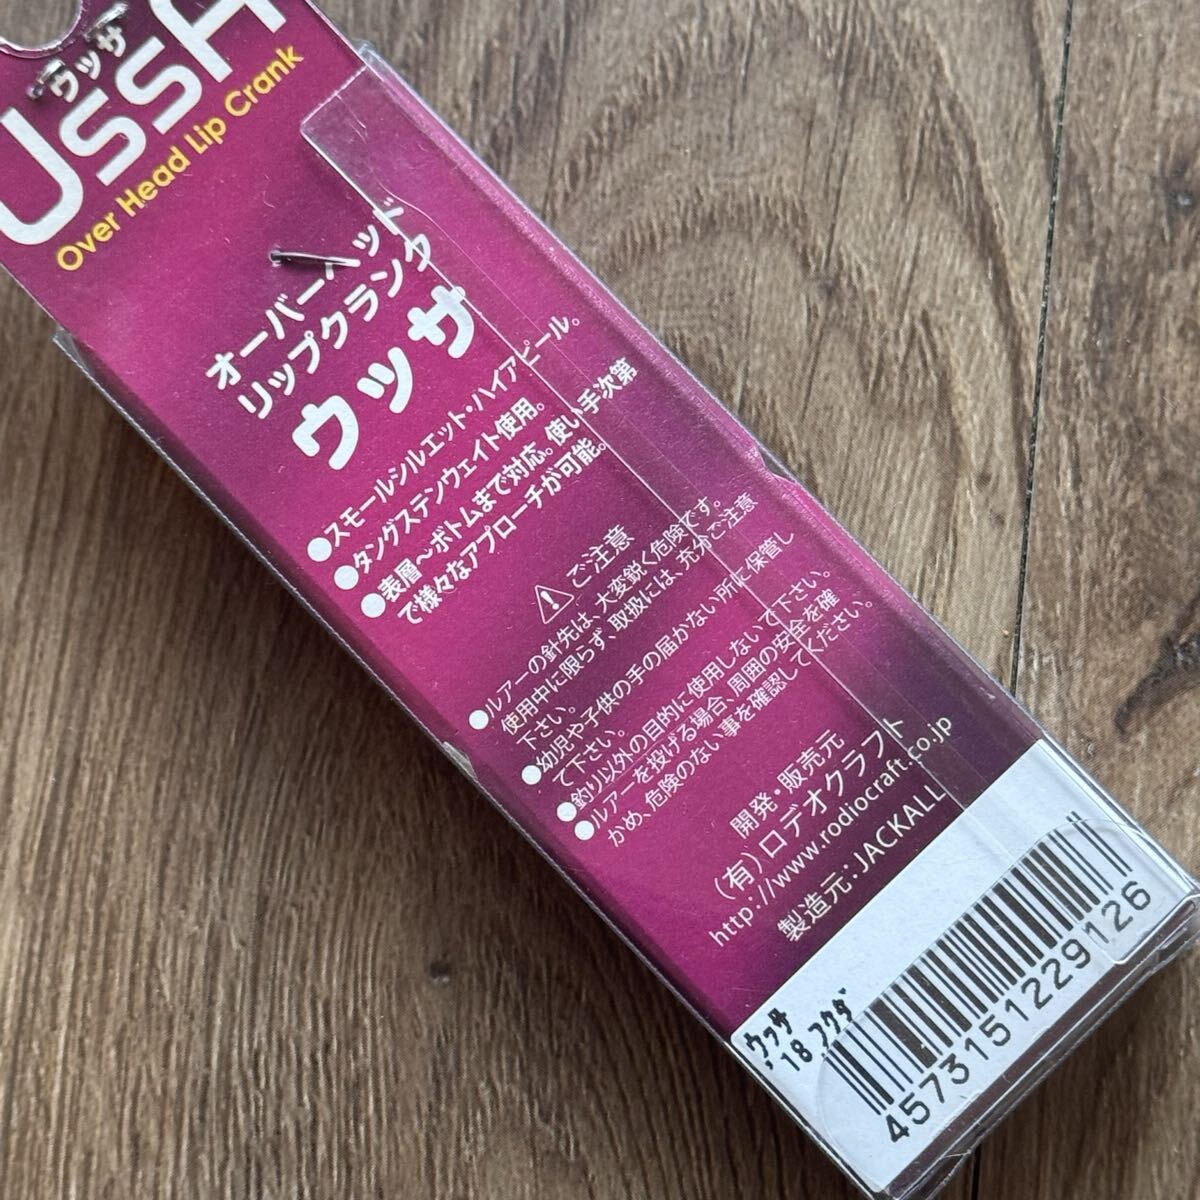 ウッサ
UssA
Over Head Lip Crank
オーバーヘッド
リップクランク
ウッサ
●スモールシルエット・ハイアピール。
●タングステンウェイト使用。
●表層~ボトムまで対応。使い手次第
で様々なアプローチが可能。
⚠ご注意
●ルアーの針先は、大変鋭く危険です。
使用中に限らず、取扱には、充分ご注意
下さい。
●幼児や子供の手の届かない所に保管し
て下さい。
●釣り以外の目的に使用しないで下さい。
●ルアーを投げる場合、周囲の安全を確
かめ、危険のない事を確認してください。
開発・販売元
(有)ロデオクラフト
http://www.rodiocraft.co.jp
製造元:JACKALL
ウッサ
'18 フクダ
4573151229126